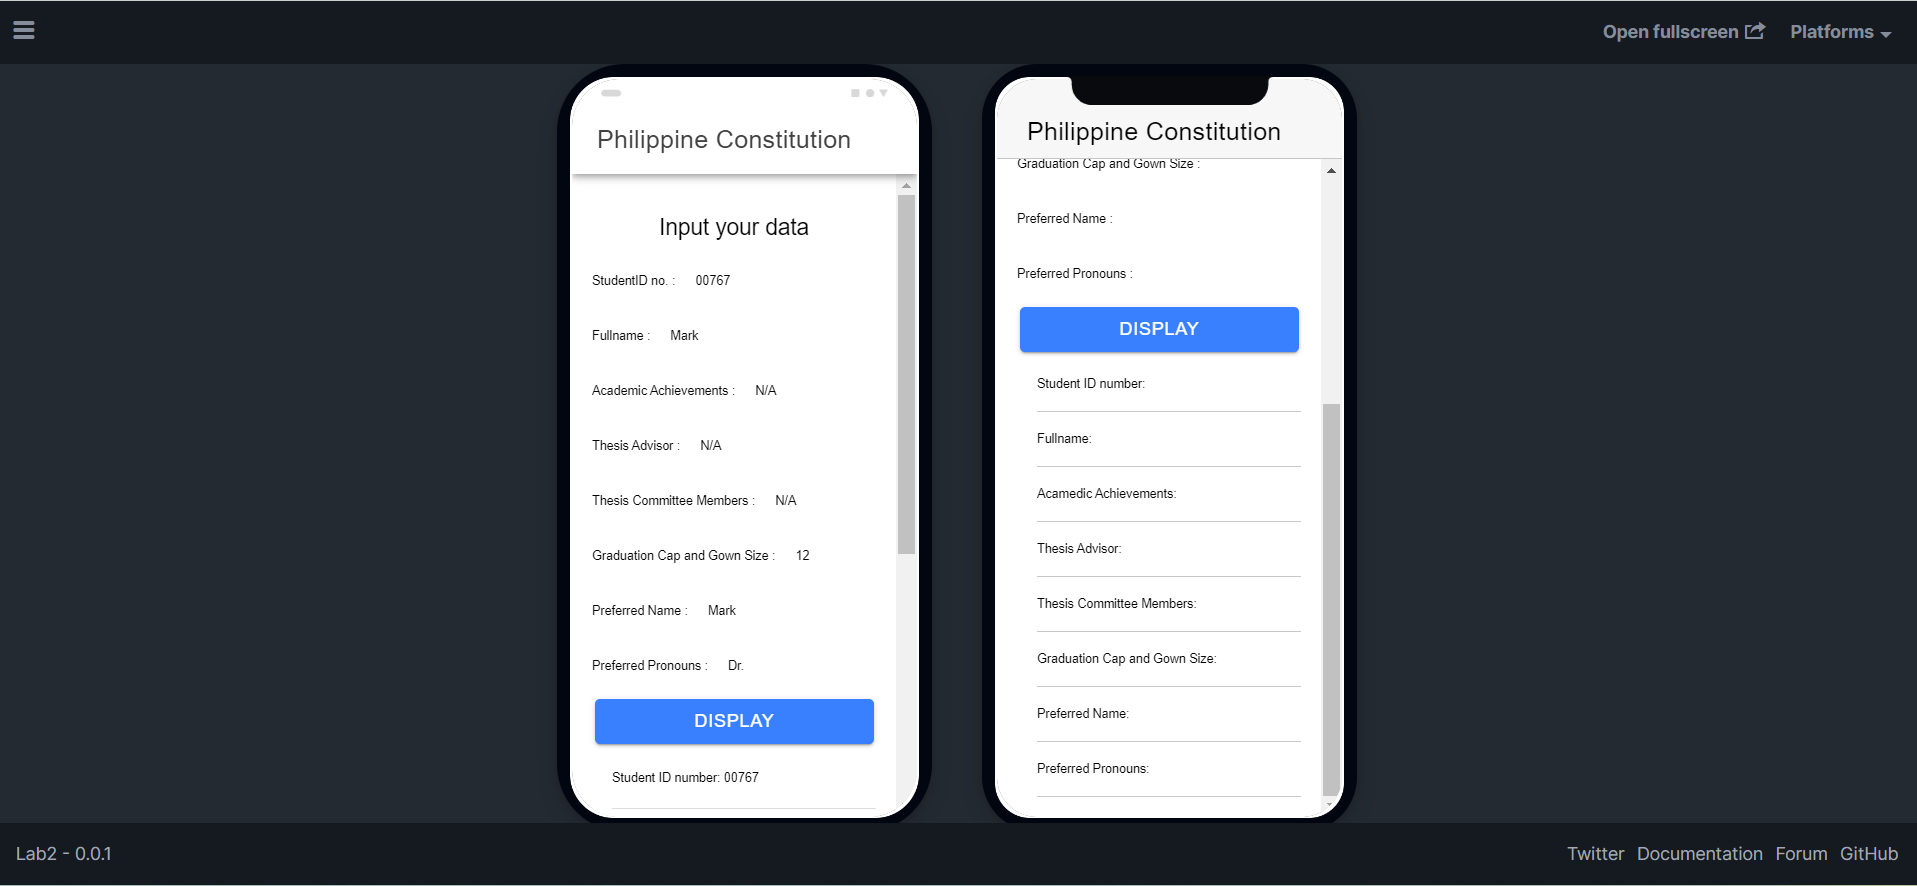 Open fullscreen Platforms
Philippine Constitution
Input your data
StudentID no. : 00767
Fullname : Mark
Academic Achievements : N/A
Thesis Advisor : N/A
Thesis Committee Members : N/A
Graduation Cap and Gown Size : 12
Preferred Name : Mark
Preferred Pronouns : Dr.
DISPLAY
Student ID number: 00767
Philippine Constitution
Graduation Cap and Gown Size :
Preferred Name :
Preferred Pronouns :
DISPLAY
Student ID number:
Fullname:
Acamedic Achievements:
Thesis Advisor:
Thesis Committee Members:
Graduation Cap and Gown Size:
Preferred Name:
Preferred Pronouns:
Lab2 - 0.0.1
Twitter Documentation Forum GitHub